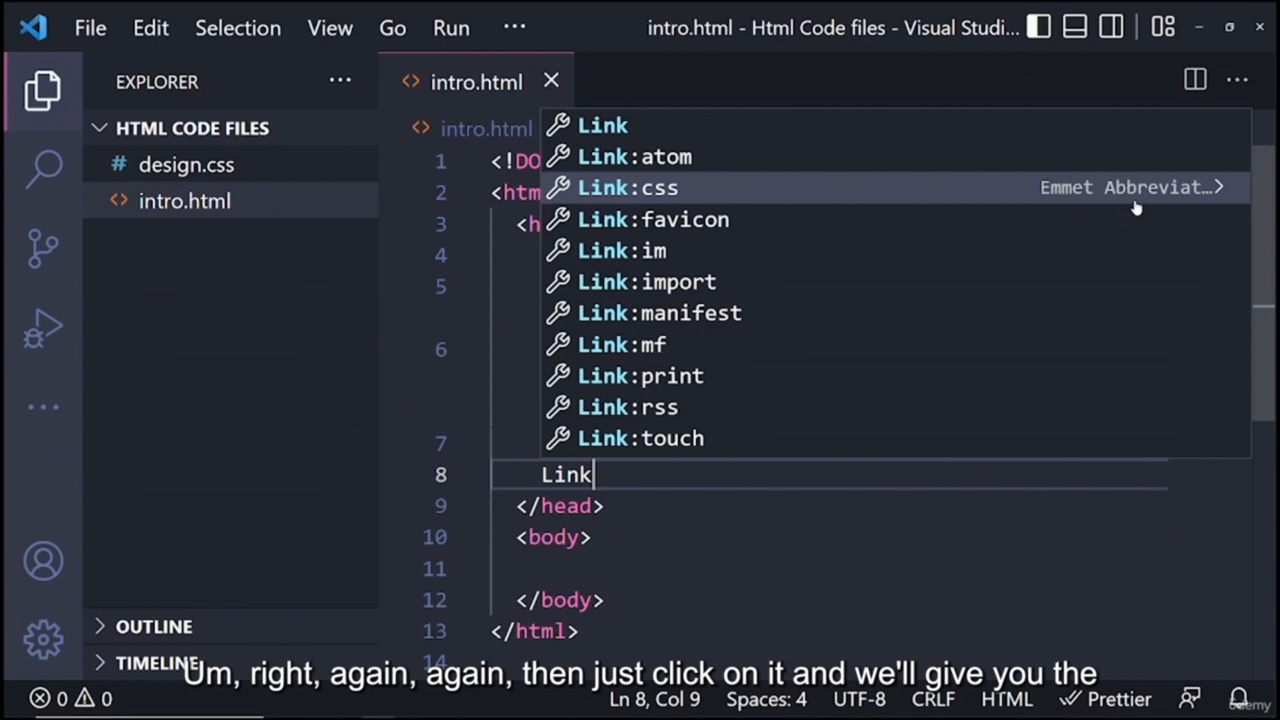 File Edit Selection View Go Run ··· intro.html - Html Code files - Visual Studi...
EXPLORER ···
intro.html
HTML CODE FILES
design.css
intro.html
intro.html
1 <!DO
2 <htm
3 <h
4
5
6
7
8 Link
9 </head>
10 <body>
11
12 </body>
13 </html>
14
Link
Link:atom
Link:css Emmet Abbreviat...>
Link:favicon
Link:im
Link:import
Link:manifest
Link:mf
Link:print
Link:rss
Link:touch
OUTLINE
TIMELINE
Um, right, again, again, then just click on it and we'll give you the
0 0 Ln 8, Col 9 Spaces: 4 UTF-8 CRLF HTML Prettier
udemy